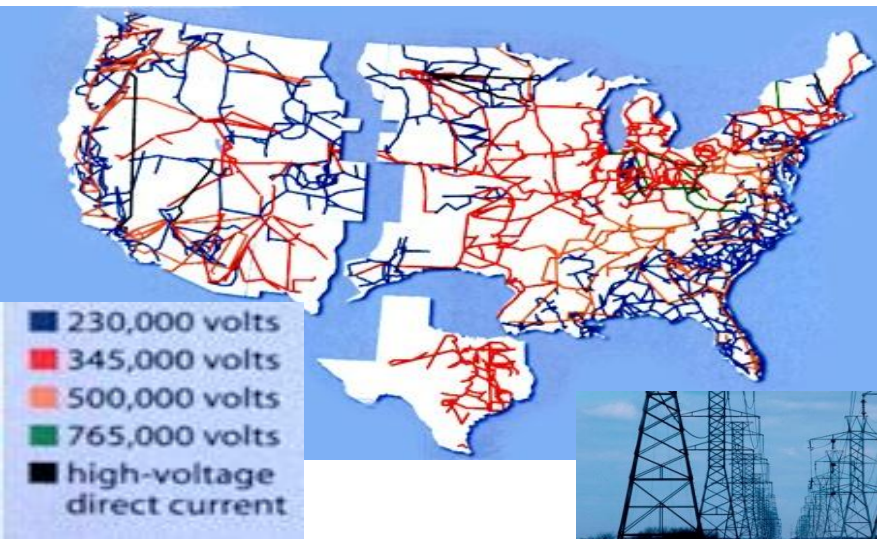 230,000 volts
345,000 volts
500,000 volts
765,000 volts
high-voltage
direct current